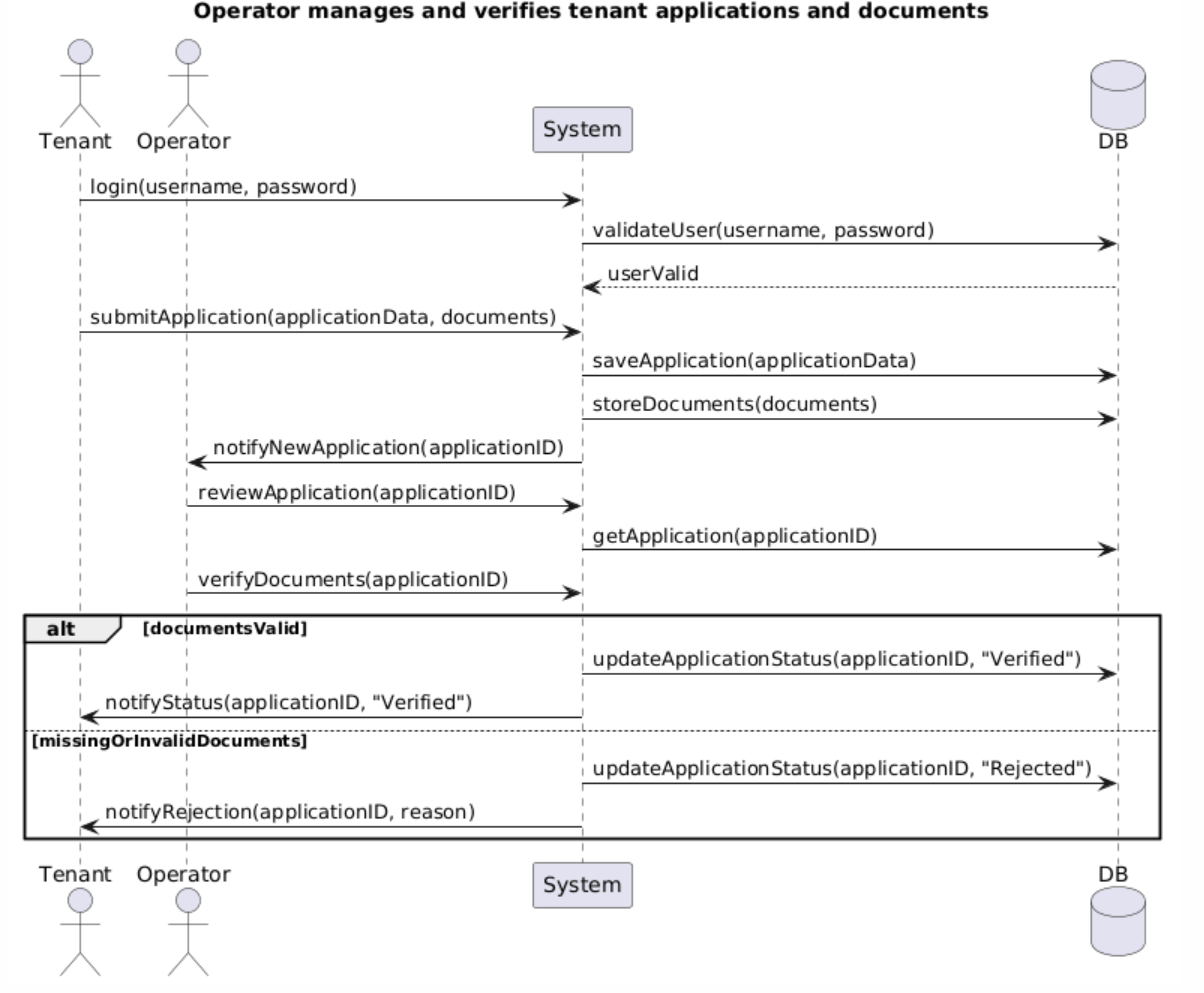 Operator manages and verifies tenant applications and documents
Tenant
Operator
System
DB
login(username, password)
validateUser(username, password)
userValid
submitApplication(applicationData, documents)
saveApplication(applicationData)
storeDocuments(documents)
notifyNewApplication(applicationID)
reviewApplication(applicationID)
getApplication(applicationID)
verifyDocuments(applicationID)
alt [documentsValid]
updateApplicationStatus(applicationID, "Verified")
notifyStatus(applicationID, "Verified")
[missingOrInvalidDocuments]
updateApplicationStatus(applicationID, "Rejected")
notifyRejection(applicationID, reason)
Tenant
Operator
System
DB